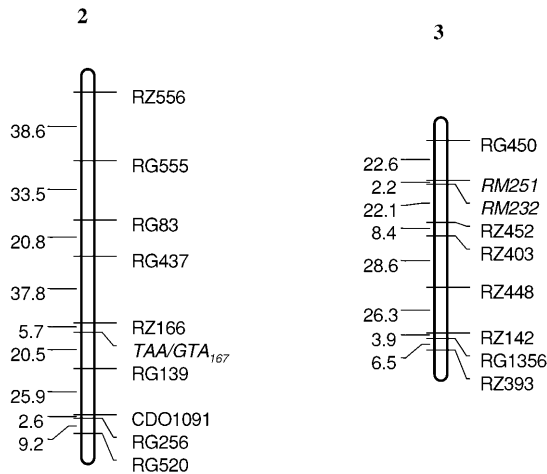 2
RZ556
38.6
RG555
33.5
RG83
20.8
RG437
37.8
RZ166
5.7
TAA/GTA167
20.5
RG139
25.9
CDO1091
2.6
RG256
9.2
RG520
3
RG450
22.6
RM251
2.2
RM232
22.1
RZ452
8.4
RZ403
28.6
RZ448
26.3
RZ142
3.9
RG1356
6.5
RZ393